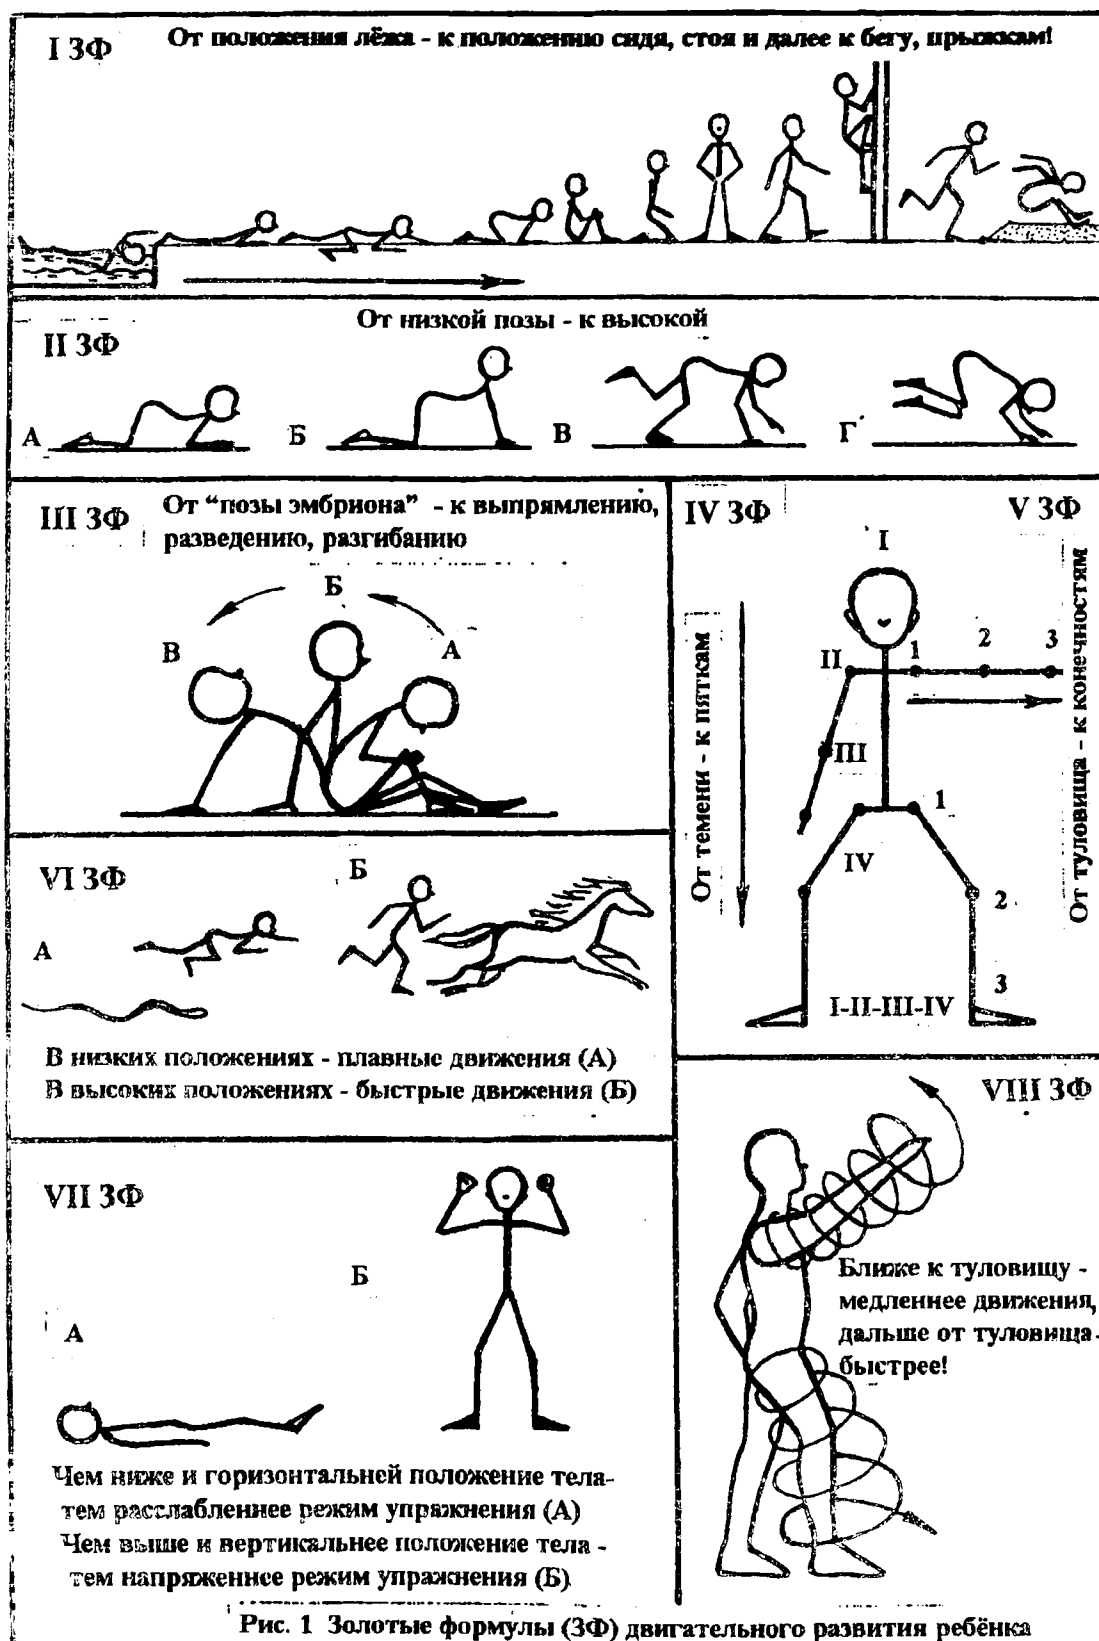 I ЗФ
От положения лёжа - к положению сидя, стоя и далее к бегу, прыжкам!
От низкой позы - к высокой
II ЗФ
А
Б
В
Г
III ЗФ
От "позы эмбриона" - к выпрямлению,
разведению, разгибанию
Б
В
А
IV ЗФ
V ЗФ
I
От темени - к пяткам
От туловища - к конечностям
II
1
2
3
III
1
IV
2
3
I-II-III-IV
VI ЗФ
Б
А
В низких положениях - плавные движения (А)
В высоких положениях - быстрые движения (Б)
VII ЗФ
Б
А
Чем ниже и горизонтальней положение тела-
тем расслабленнее режим упражнения (А)
Чем выше и вертикальнее положение тела -
тем напряженнее режим упражнения (Б)
VIII ЗФ
Ближе к туловищу -
медленнее движения,
дальше от туловища-
быстрее!
Рис. 1 Золотые формулы (ЗФ) двигательного развития ребёнка